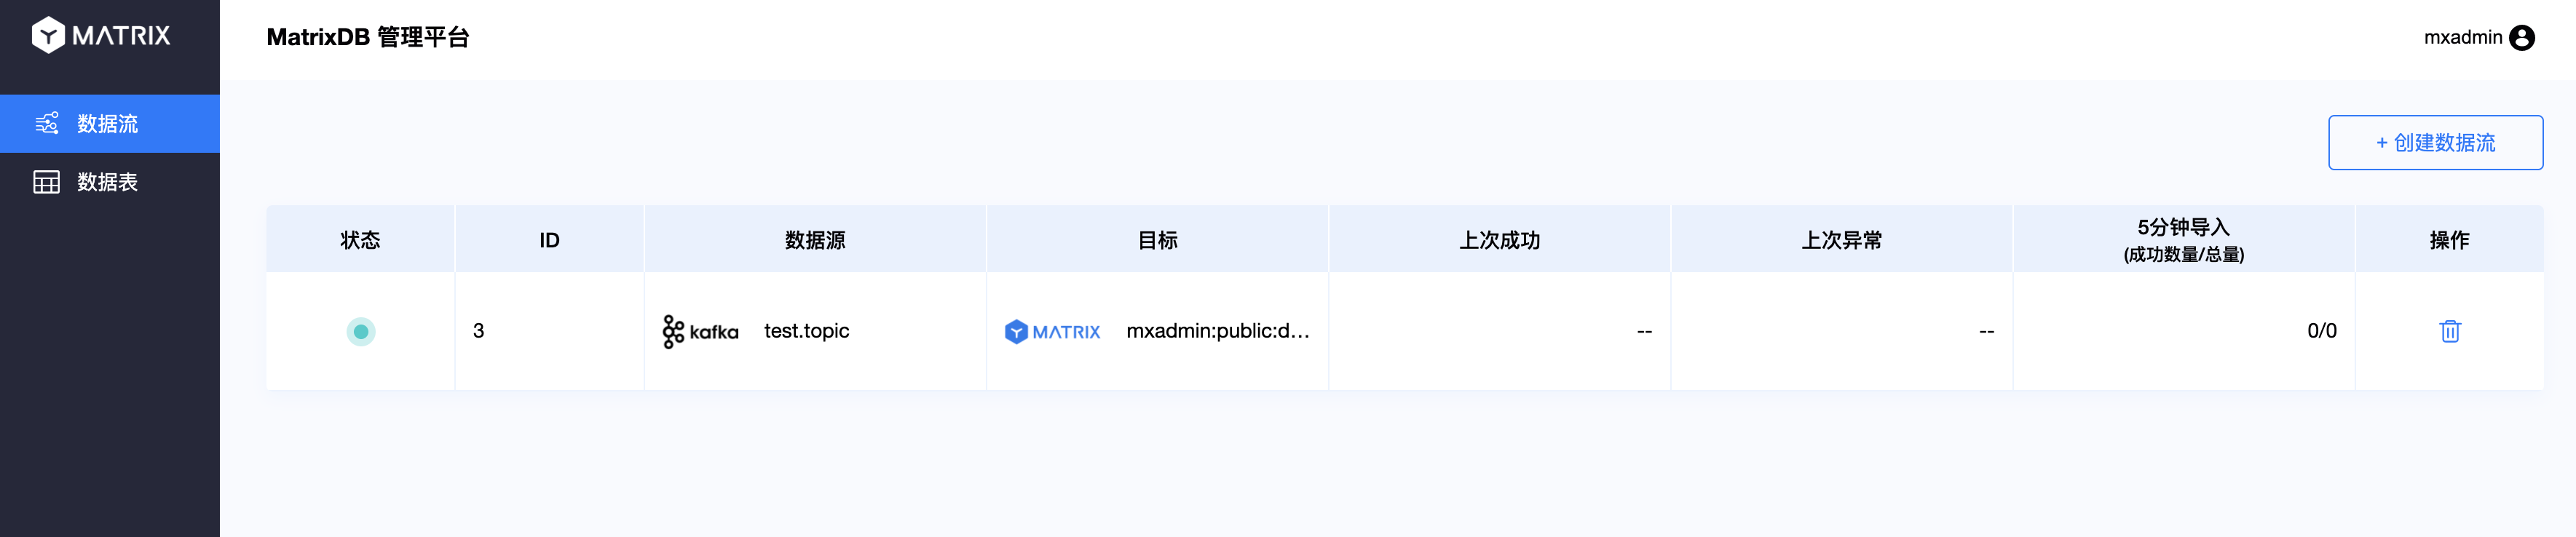 MATRIX
MatrixDB 管理平台
mxadmin
数据流
数据表
+ 创建数据流
状态
ID
数据源
目标
上次成功
上次异常
5分钟导入
(成功数量/总量)
操作
3
kafka
test.topic
MATRIX
mxadmin:public:d...
--
--
0/0